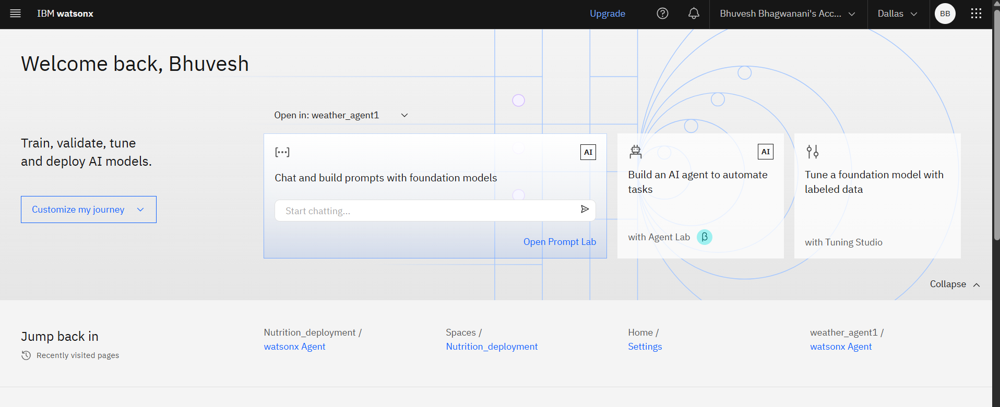 IBM watsonx
Upgrade
Bhuvesh Bhagwanani's Acc...
Dallas
BB
Welcome back, Bhuvesh
Open in: weather_agent1
Train, validate, tune
and deploy AI models.
Customize my journey
AI
Chat and build prompts with foundation models
Start chatting...
Open Prompt Lab
AI
Build an AI agent to automate
tasks
with Agent Lab β
Tune a foundation model with
labeled data
with Tuning Studio
Collapse
Jump back in
Recently visited pages
Nutrition_deployment /
watsonx Agent
Spaces /
Nutrition_deployment
Home /
Settings
weather_agent1 /
watsonx Agent